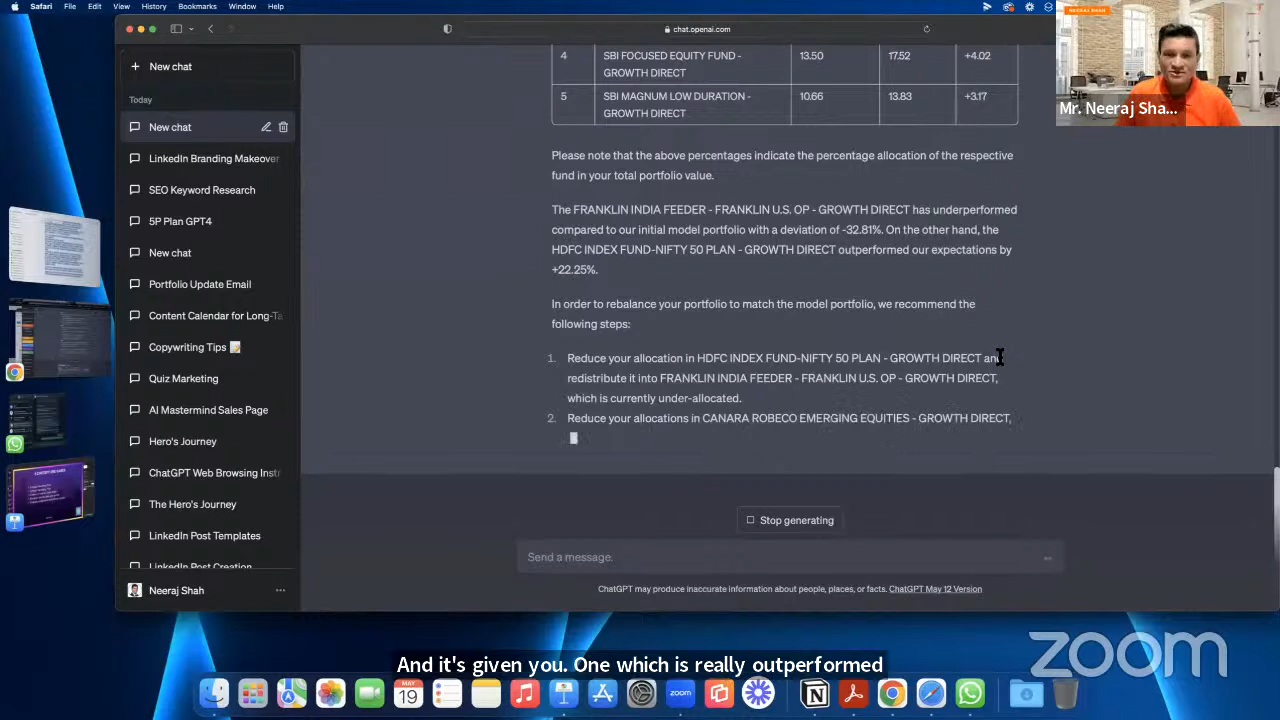 Safari File Edit View History Bookmarks Window Help
NEERAJ SHAH
chat.openai.com
New chat
Today
New chat
LinkedIn Branding Makeover
SEO Keyword Research
5P Plan GPT4
New chat
Portfolio Update Email
Content Calendar for Long-Ta
Copywriting Tips
Quiz Marketing
AI Mastermind Sales Page
Hero's Journey
ChatGPT Web Browsing Instr
The Hero's Journey
LinkedIn Post Templates
LinkedIn Post Creation
Neeraj Shah
4 SBI FOCUSED EQUITY FUND - 13.50 17.52 +4.02
GROWTH DIRECT
5 SBI MAGNUM LOW DURATION - 10.66 13.83 +3.17
GROWTH DIRECT
Please note that the above percentages indicate the percentage allocation of the respective
fund in your total portfolio value.
The FRANKLIN INDIA FEEDER - FRANKLIN U.S. OP - GROWTH DIRECT has underperformed
compared to our initial model portfolio with a deviation of -32.81%. On the other hand, the
HDFC INDEX FUND-NIFTY 50 PLAN - GROWTH DIRECT outperformed our expectations by
+22.25%.
In order to rebalance your portfolio to match the model portfolio, we recommend the
following steps:
1. Reduce your allocation in HDFC INDEX FUND-NIFTY 50 PLAN - GROWTH DIRECT and
redistribute it into FRANKLIN INDIA FEEDER - FRANKLIN U.S. OP - GROWTH DIRECT,
which is currently under-allocated.
2. Reduce your allocations in CANARA ROBECO EMERGING EQUITIES - GROWTH DIRECT,
Stop generating
Send a message.
ChatGPT may produce inaccurate information about people, places, or facts. ChatGPT May 12 Version
Mr. Neeraj Sha...
And it's given you. One which is really outperformed
zoom
MAY
19
zoom